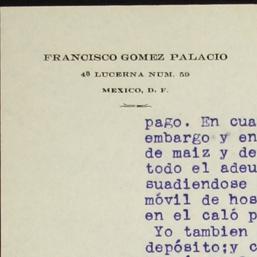 FRANCISCO GOMEZ PALACIO
4ª LUCERNA NUM. 59
MEXICO, D. F.
pago. En cua
embargo y en
de maiz y de
todo el adeu
suadiendose
móvil de hos
en el caló p
Yo tambien
depósito;y c